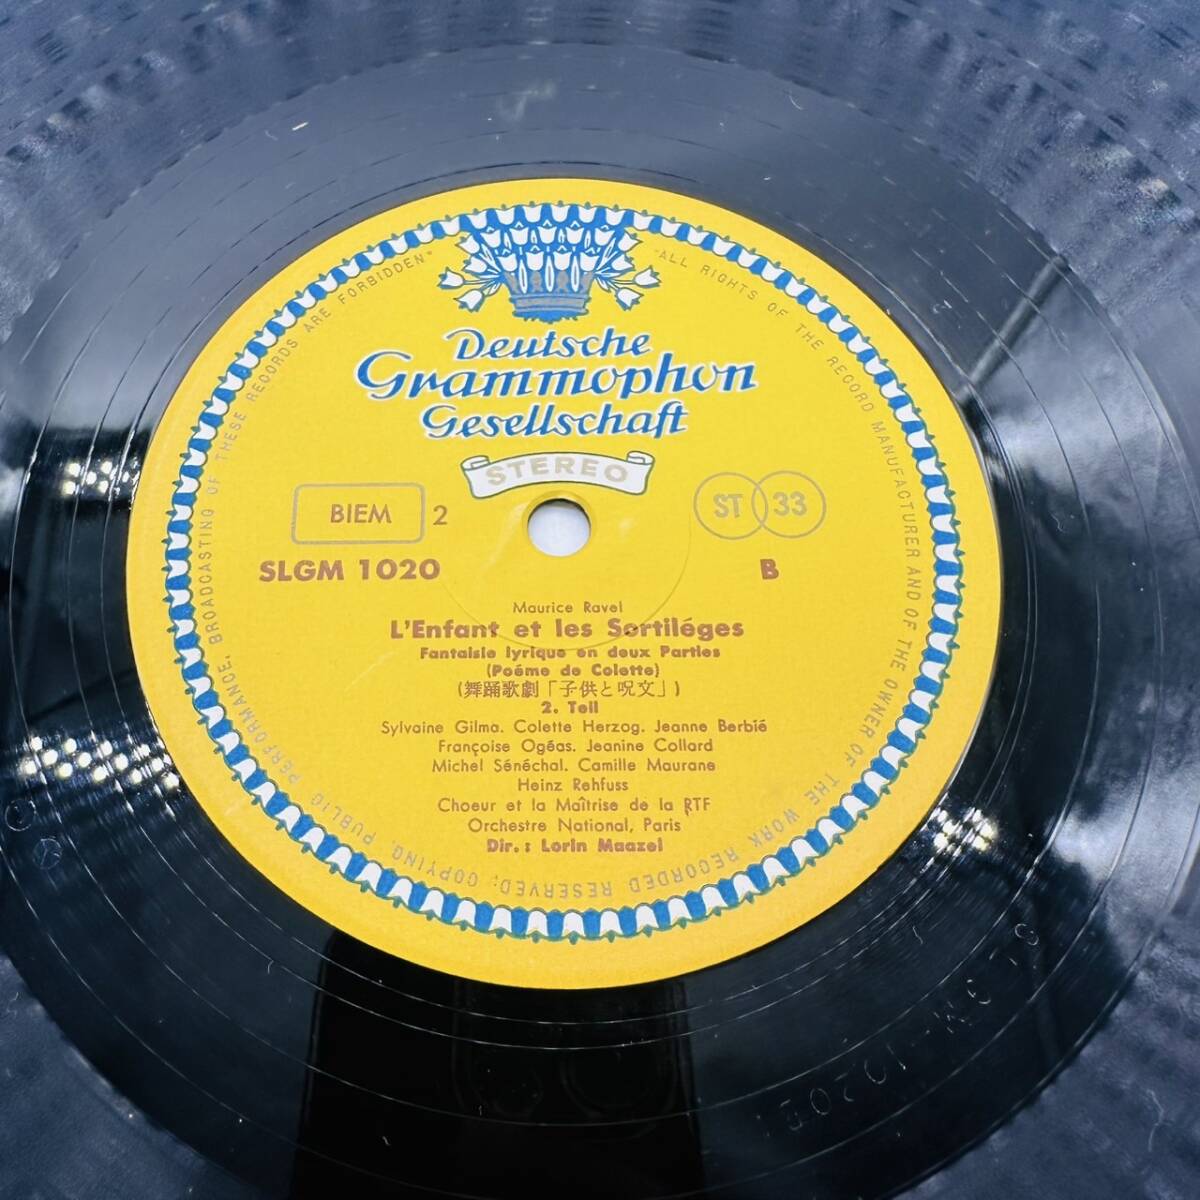 "ALL RIGHTS OF THE RECORD MANUFACTURER AND OF THE OWNER OF THE WORK RECORDED RESERVED; COPYING, PUBLIC PERFORMANCE, BROADCASTING OF THESE RECORDS ARE FORBIDDEN"
Deutsche
Grammophon
Gesellschaft
STEREO
BIEM 2 ST 33
SLGM 1020 B
Maurice Ravel
L'Enfant et les Sortiléges
Fantaisie lyrique en deux Parties
(Poéme de Colette)
(舞踊歌劇「子供と呪文」)
2. Teil
Sylvaine Gilma. Colette Herzog. Jeanne Berbié
Françoise Ogéas. Jeanine Collard
Michel Sénéchal. Camille Maurane
Heinz Rehfuss
Choeur et la Maîtrise de la RTF
Orchestre National, Paris
Dir. : Lorin Maazel